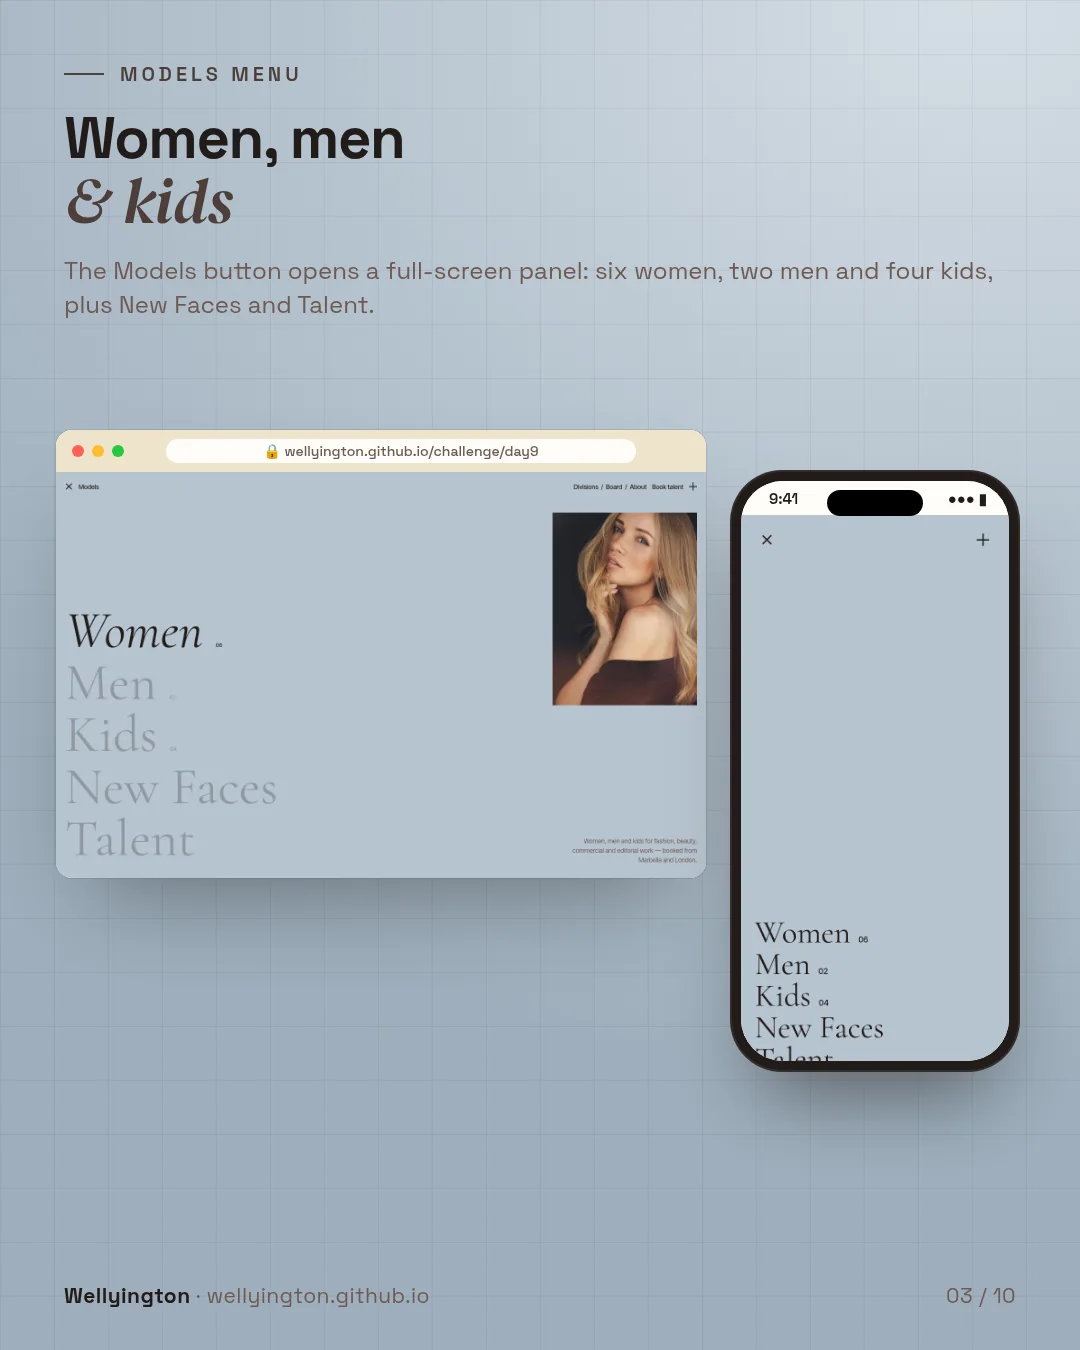 MODELS MENU
Women, men
& kids
The Models button opens a full-screen panel: six women, two men and four kids,
plus New Faces and Talent.
wellyington.github.io/challenge/day9
Models
Divisions / Board / About Book talent
Women
Men
Kids
New Faces
Talent
Women, men and kids for fashion, beauty,
commercial and editorial work — booked from
Marbella and London.
9:41
Women 06
Men 02
Kids 04
New Faces
Talent
Wellyington · wellyington.github.io
03 / 10